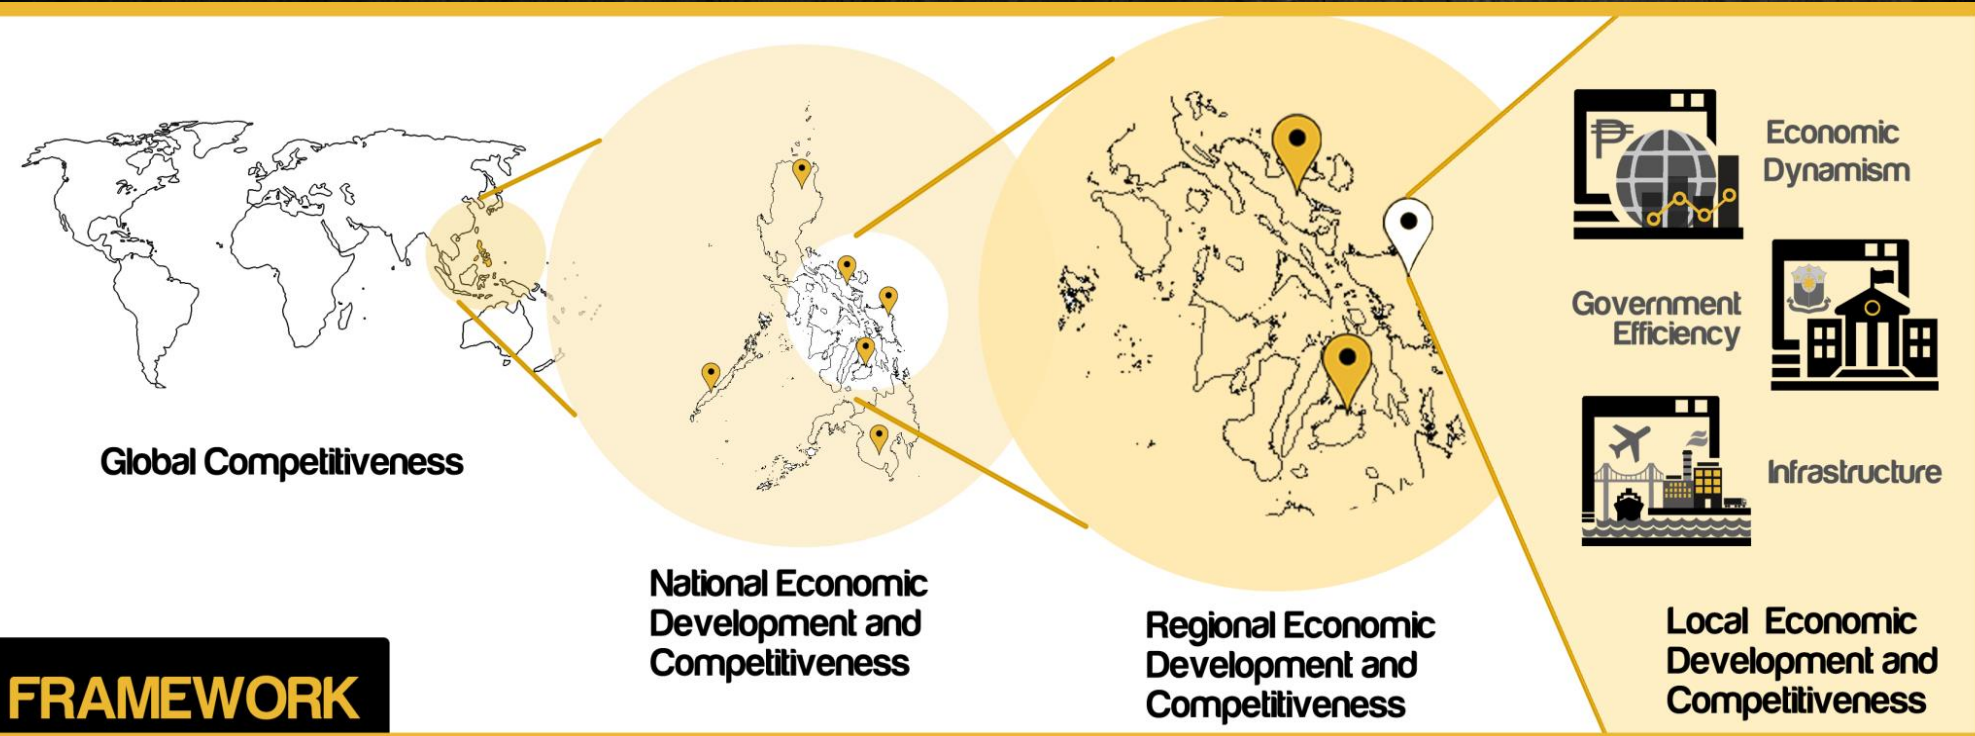 Global Competitiveness
National Economic
Development and
Competitiveness
Regional Economic
Development and
Competitiveness
Economic
Dynamism
Government
Efficiency
Infrastructure
Local Economic
Development and
Competitiveness
FRAMEWORK
₱